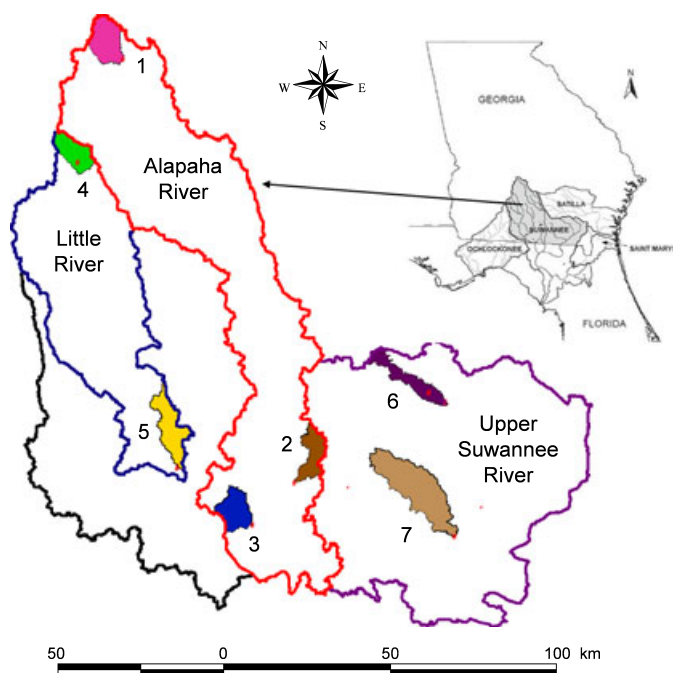 N
W E
S
1
4
Alapaha
River
Little
River
5
2
3
6
Upper
Suwannee
River
7
N
GEORGIA
SATILLA
SUWANNEE
OCHLOCKONEE
SAINT MARYS
FLORIDA
50 0 50 100 km